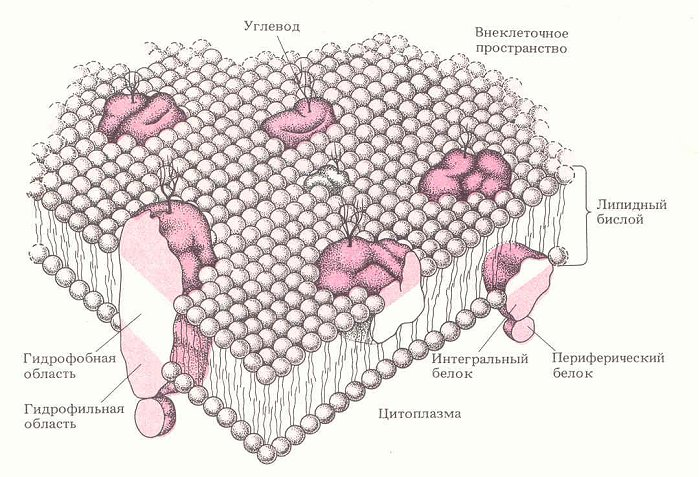 Углевод
Внеклеточное
пространство
Липидный
бислой
Гидрофобная
область
Гидрофильная
область
Интегральный
белок
Периферический
белок
Цитоплазма